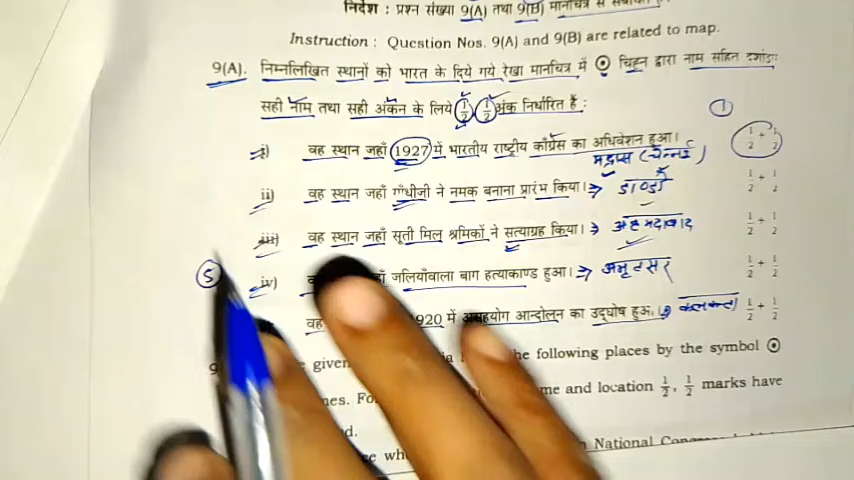 निर्देश : प्रश्न संख्या 9(A) तथा 9(B) मानचित्र से
Instruction : Question Nos. 9(A) and 9(B) are related to map.
9(A). निम्नलिखित स्थानों को भारत के दिये गये रेखा मानचित्र में चिह्न द्वारा नाम सहित दर्शाइए
सही नाम तथा सही अंकन के लिये 1/2, 1/2 अंक निर्धारित है : 1
i) वह स्थान जहाँ 1927 में भारतीय राष्ट्रीय काँग्रेस का अधिवेशन हुआ। 1/2 + 1/2
मद्रास (चेन्नई)
ii) वह स्थान जहाँ गाँधीजी ने नमक बनाना प्रारंभ किया। डाण्डी 1/2 + 1/2
iii) वह स्थान जहाँ सूती मिल श्रमिकों ने सत्याग्रह किया। अहमदाबाद 1/2 + 1/2
5 iv) जलियाँवाला बाग हत्याकाण्ड हुआ। अमृतसर 1/2 + 1/2
वह 1920 में असहयोग आन्दोलन का उद्घोष हुआ। कलकत्ता 1/2 + 1/2
9 given the following places by the symbol
and location 1/2, 1/2 marks have
National